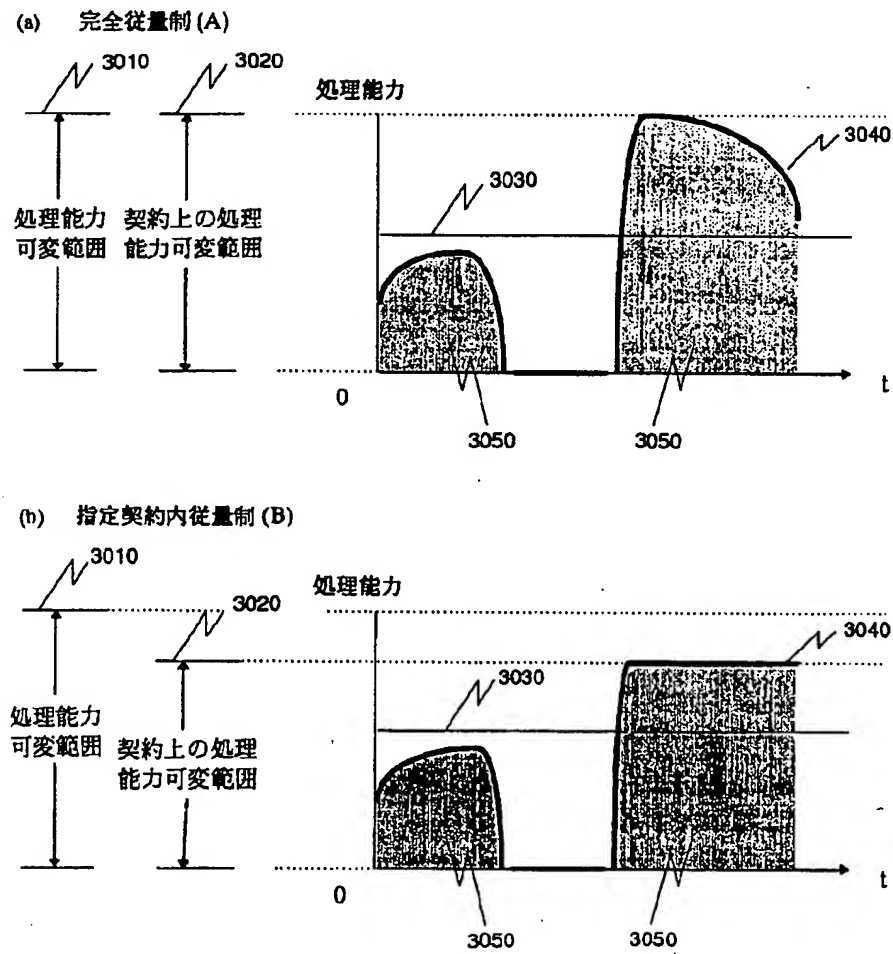 (a) 完全従量制 (A)
3010
3020
処理能力
3040
3030
処理能力
可変範囲
契約上の処理
能力可変範囲
0
t
3050
3050
(b) 指定契約内従量制 (B)
3010
3020
処理能力
3040
3030
処理能力
可変範囲
契約上の処理
能力可変範囲
0
t
3050
3050